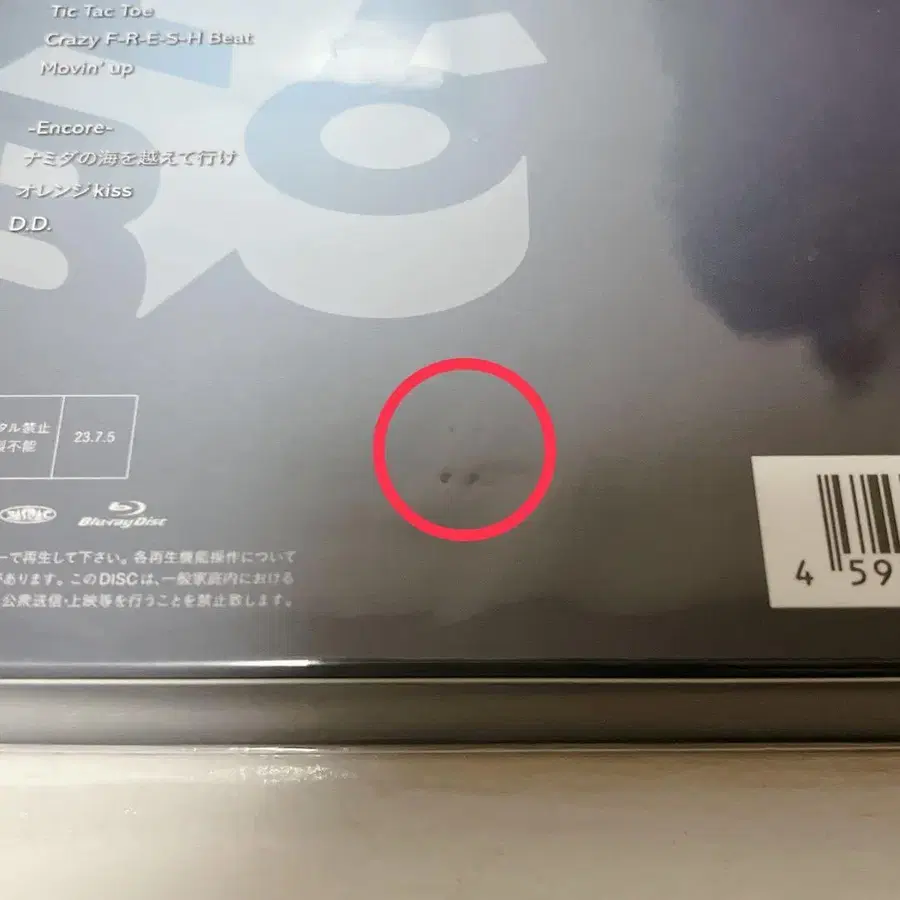 Tic Tac Toe
Crazy F-R-E-S-H Beat
Movin' up
-Encore-
ナミダの海を越えて行け
オレンジkiss
D.D.
タル禁止
製不能
23.7.5
Blu-ray Disc
ーで再生して下さい。各再生機能操作について
があります。このDISCは、一般家庭内における
公衆送信・上映等を行うことを禁止致します。
4 59